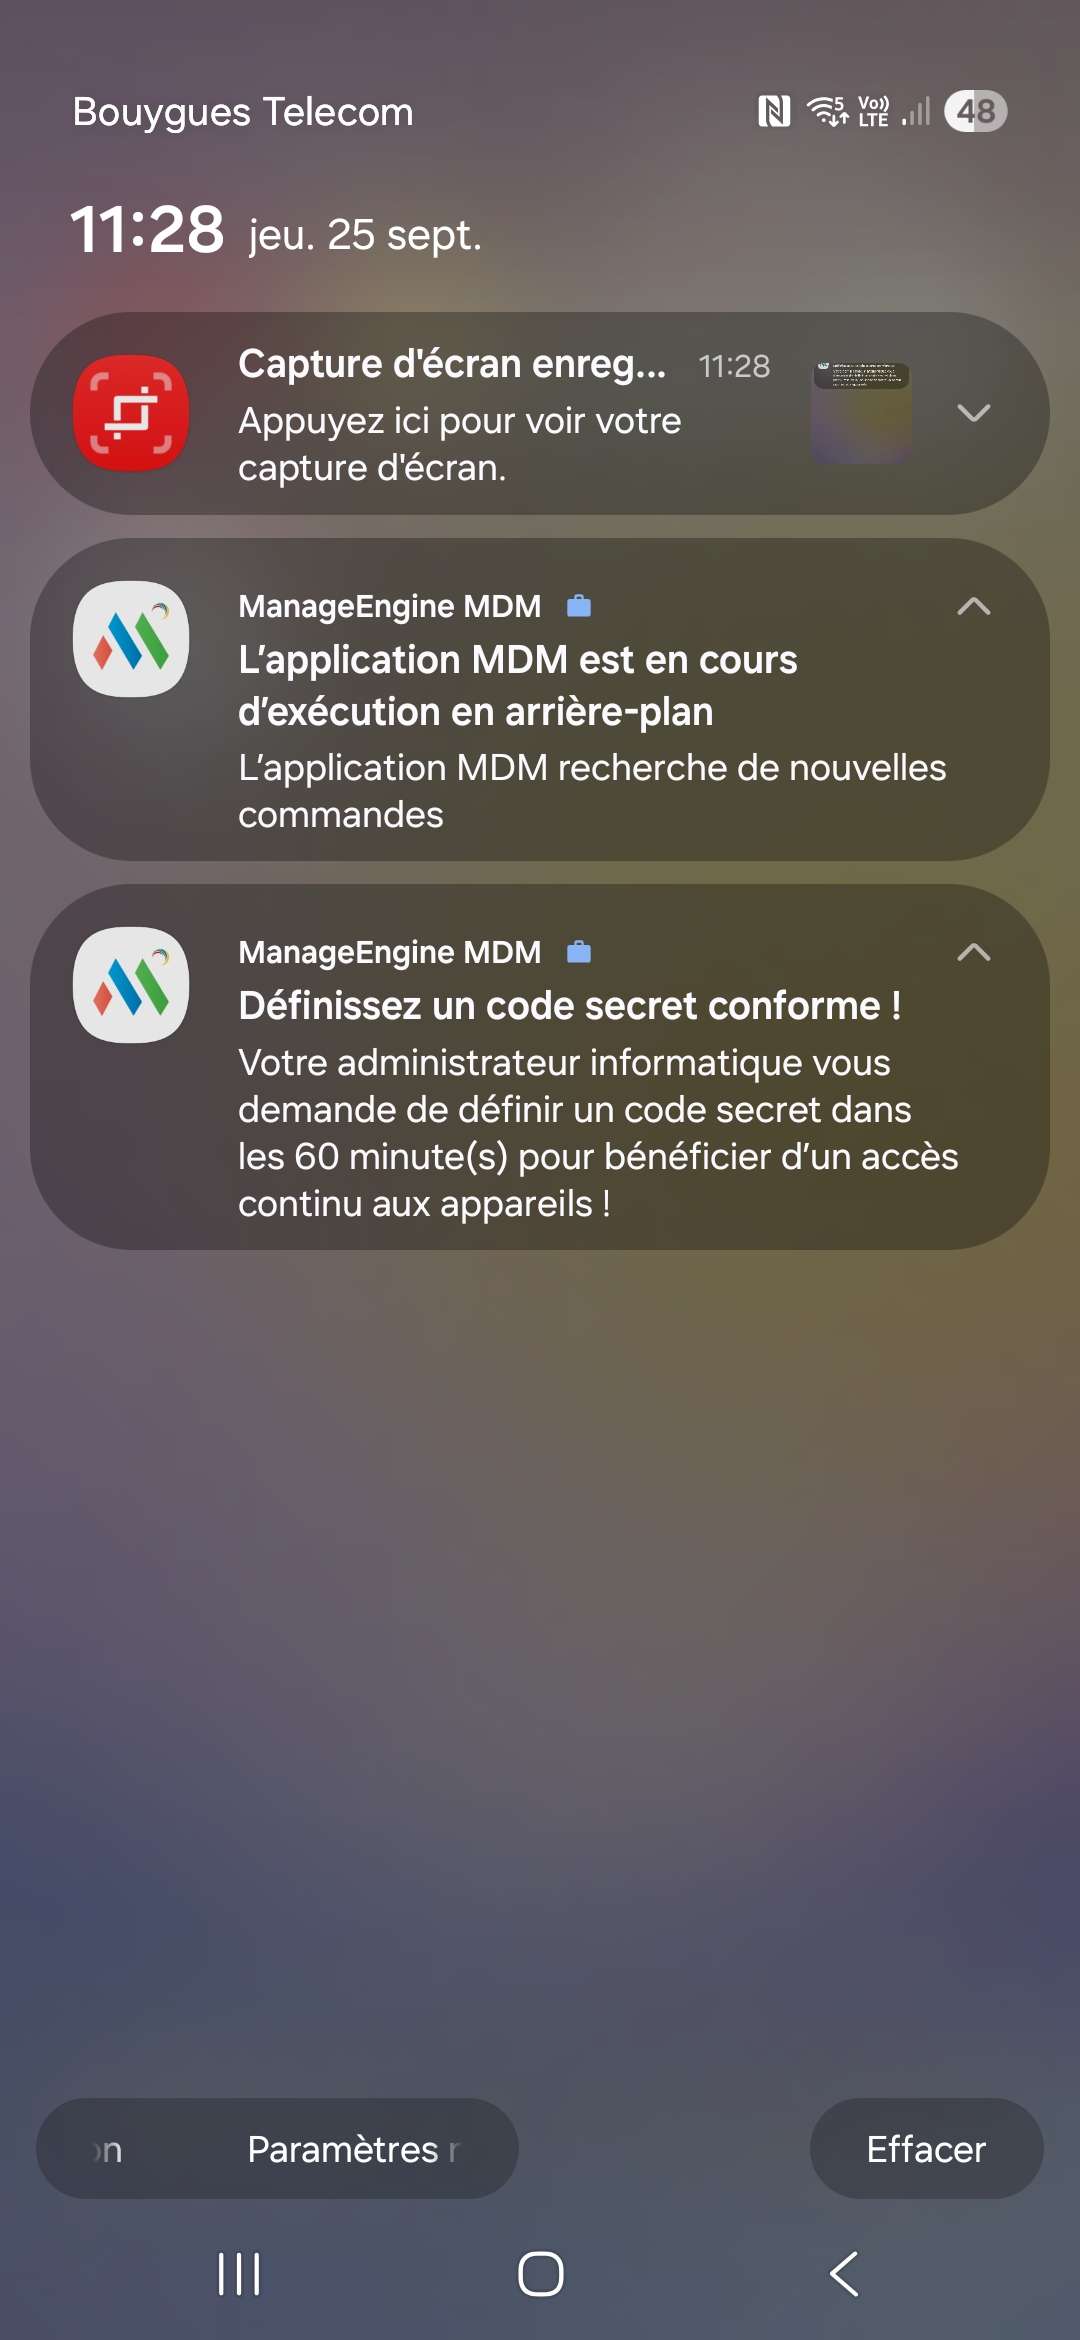 Bouygues Telecom
5 Vo)) LTE 48
11:28 jeu. 25 sept.
Capture d'écran enreg... 11:28
Appuyez ici pour voir votre
capture d'écran.
ManageEngine MDM
L'application MDM est en cours
d'exécution en arrière-plan
L'application MDM recherche de nouvelles
commandes
ManageEngine MDM
Définissez un code secret conforme !
Votre administrateur informatique vous
demande de définir un code secret dans
les 60 minute(s) pour bénéficier d'un accès
continu aux appareils !
Paramètres
Effacer